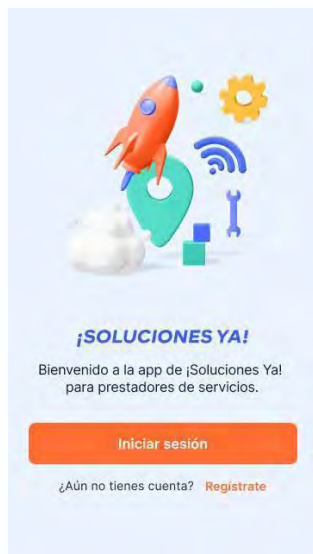 ¡SOLUCIONES YA!
Bienvenido a la app de ¡Soluciones Ya!
para prestadores de servicios.
Iniciar sesión
¿Aún no tienes cuenta? Regístrate